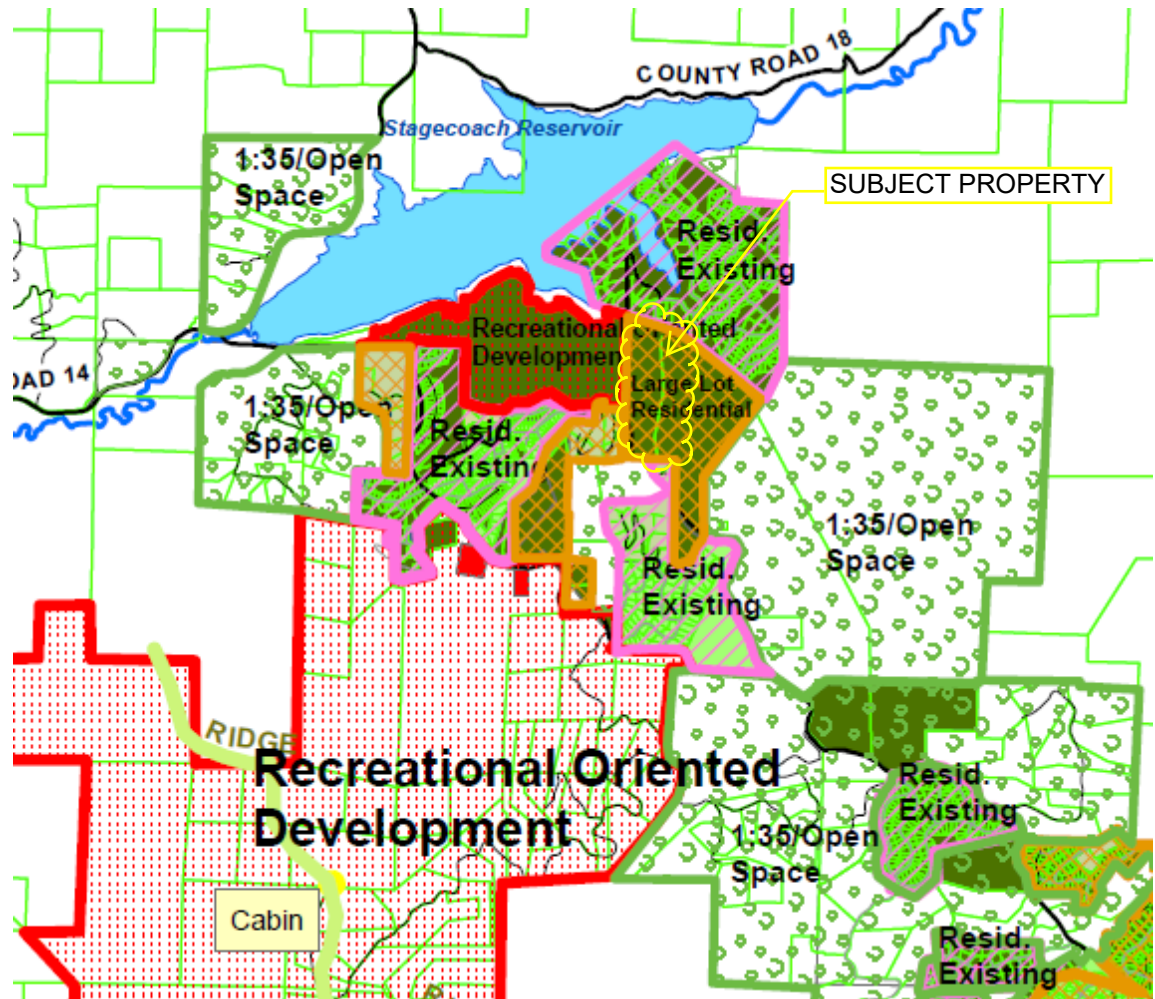 COUNTY ROAD 18
Stagecoach Reservoir
1:35/Open
Space
SUBJECT PROPERTY
Resid.
Existing
Recreational Oriented
Development
OAD 14
Large Lot
Residential
1:35/Open
Space
Resid.
Existing
1:35/Open
Space
Resid.
Existing
RIDGE
Recreational Oriented
Development
Resid.
Existing
1:35/Open
Space
Cabin
Resid.
Existing